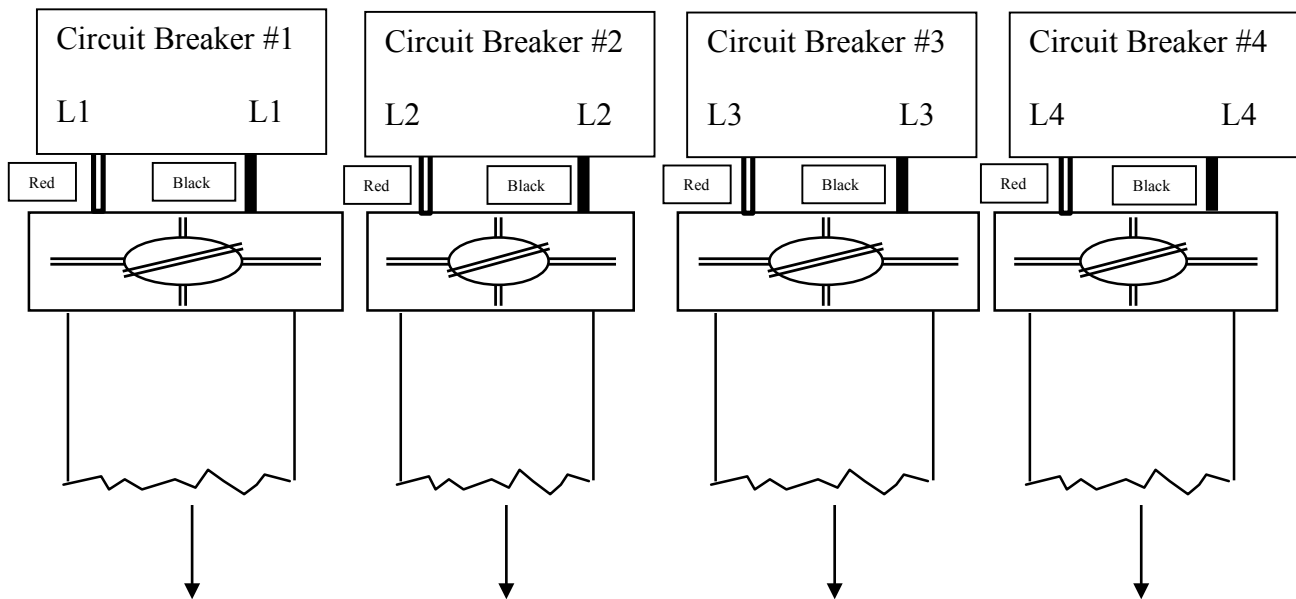 Circuit Breaker #1
L1 L1
Red Black
Circuit Breaker #2
L2 L2
Red Black
Circuit Breaker #3
L3 L3
Red Black
Circuit Breaker #4
L4 L4
Red Black